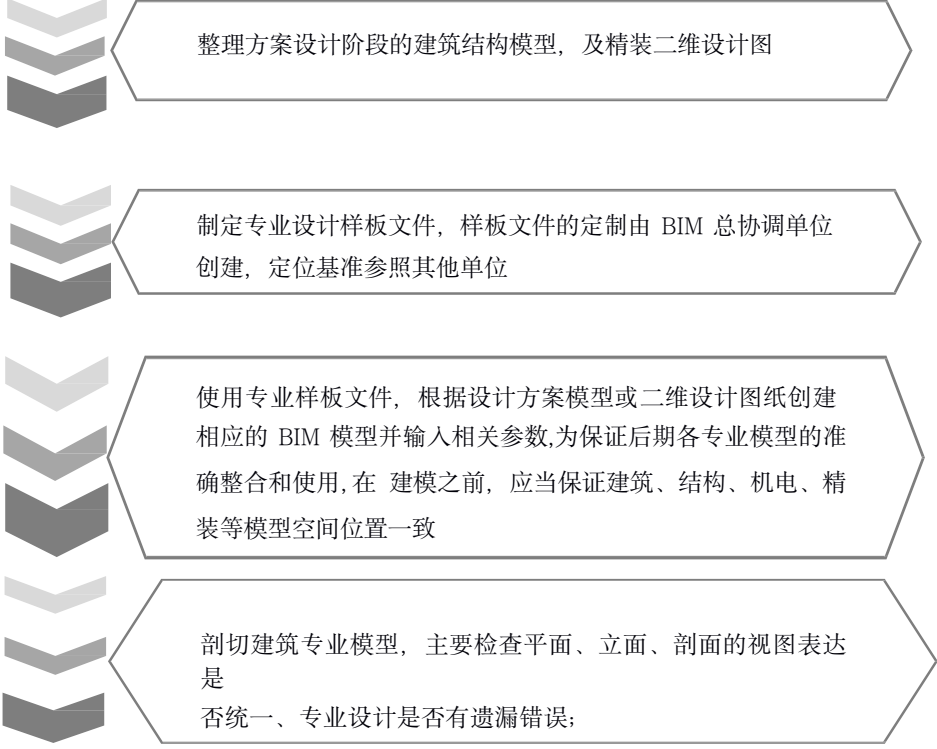 整理方案设计阶段的建筑结构模型，及精装二维设计图
制定专业设计样板文件，样板文件的定制由 BIM 总协调单位
创建，定位基准参照其他单位
使用专业样板文件，根据设计方案模型或二维设计图纸创建
相应的 BIM 模型并输入相关参数,为保证后期各专业模型的准
确整合和使用,在 建模之前，应当保证建筑、结构、机电、精
装等模型空间位置一致
剖切建筑专业模型，主要检查平面、立面、剖面的视图表达
是
否统一、专业设计是否有遗漏错误;